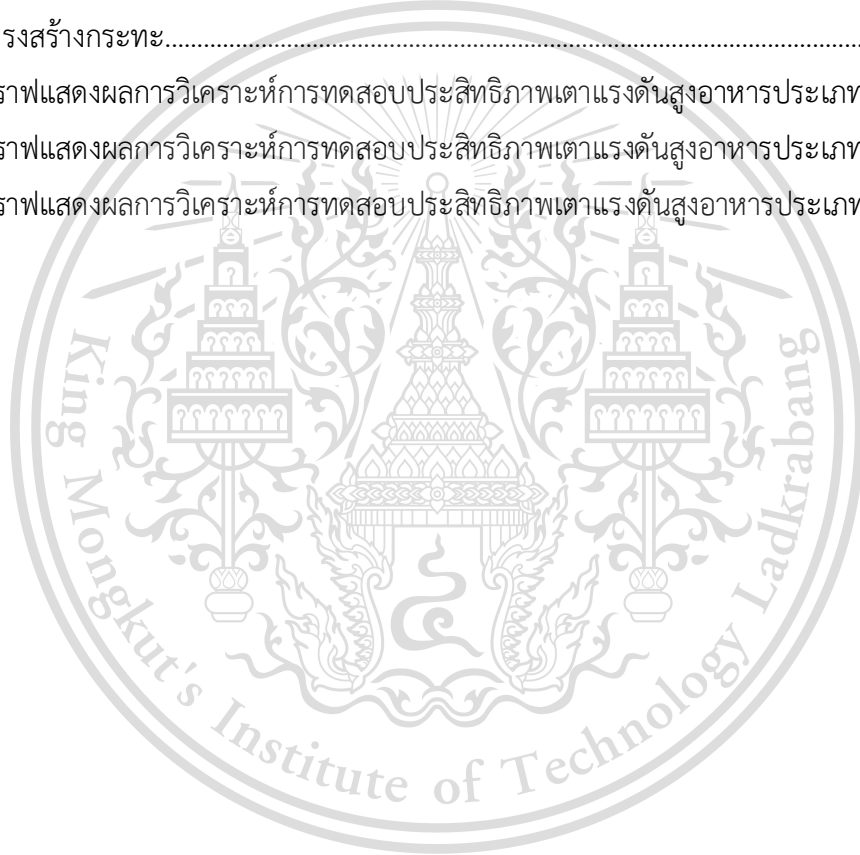 รงสร้างกระทะ..........................................................................................................
ราฟแสดงผลการวิเคราะห์การทดสอบประสิทธิภาพเตาแรงดันสูงอาหารประเภท
ราฟแสดงผลการวิเคราะห์การทดสอบประสิทธิภาพเตาแรงดันสูงอาหารประเภท
ราฟแสดงผลการวิเคราะห์การทดสอบประสิทธิภาพเตาแรงดันสูงอาหารประเภท
King Mongkut's Institute of Technology Ladkrabang